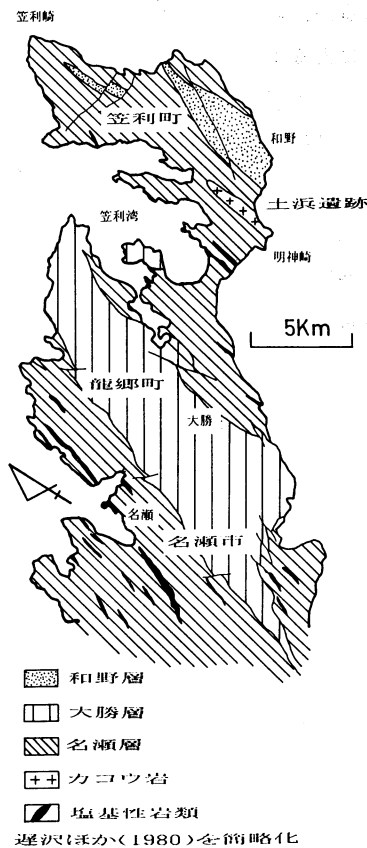 笠利崎
笠利町
和野
土浜遺跡
笠利湾
明神崎
5Km
龍郷町
大勝
名瀬
名瀬市
和野層
大勝層
名瀬層
カコウ岩
塩基性岩類
遅沢ほか(1980)を簡略化